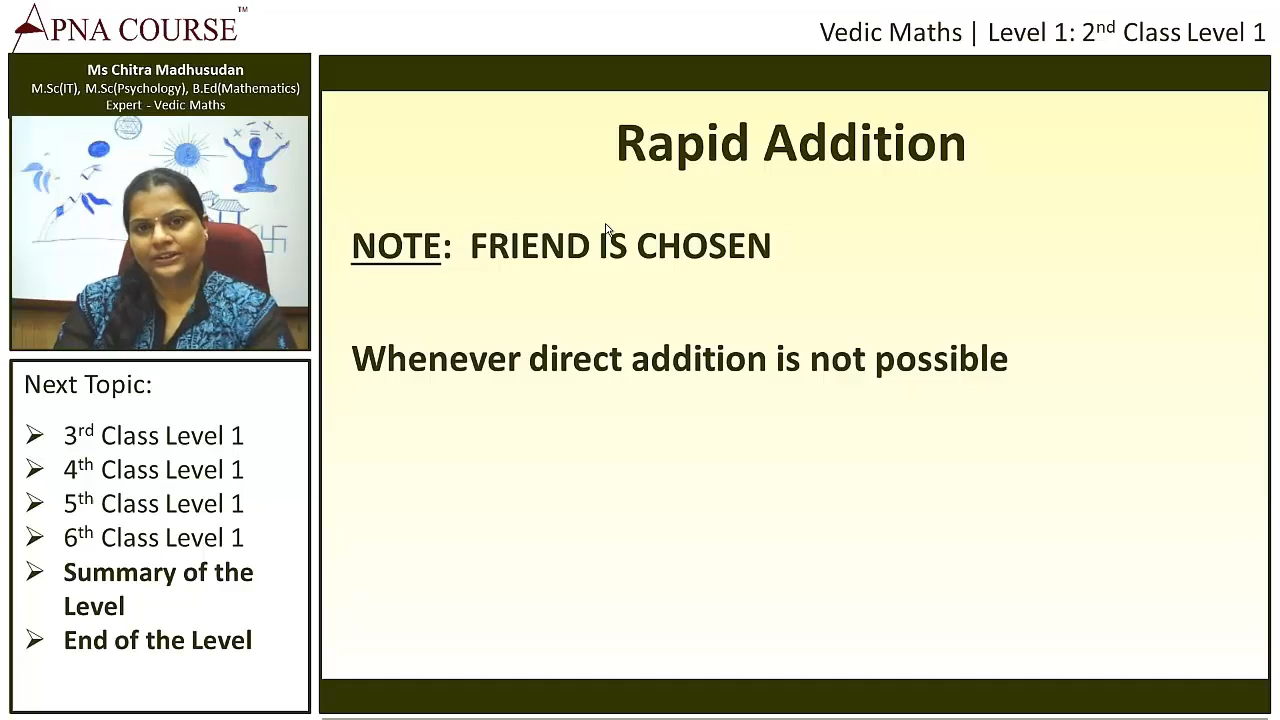 APNA COURSE™
Vedic Maths | Level 1: 2nd Class Level 1
Ms Chitra Madhusudan
M.Sc(IT), M.Sc(Psychology), B.Ed(Mathematics)
Expert - Vedic Maths
Next Topic:
➢ 3rd Class Level 1
➢ 4th Class Level 1
➢ 5th Class Level 1
➢ 6th Class Level 1
➢ Summary of the
Level
➢ End of the Level
Rapid Addition
NOTE: FRIEND IS CHOSEN
Whenever direct addition is not possible